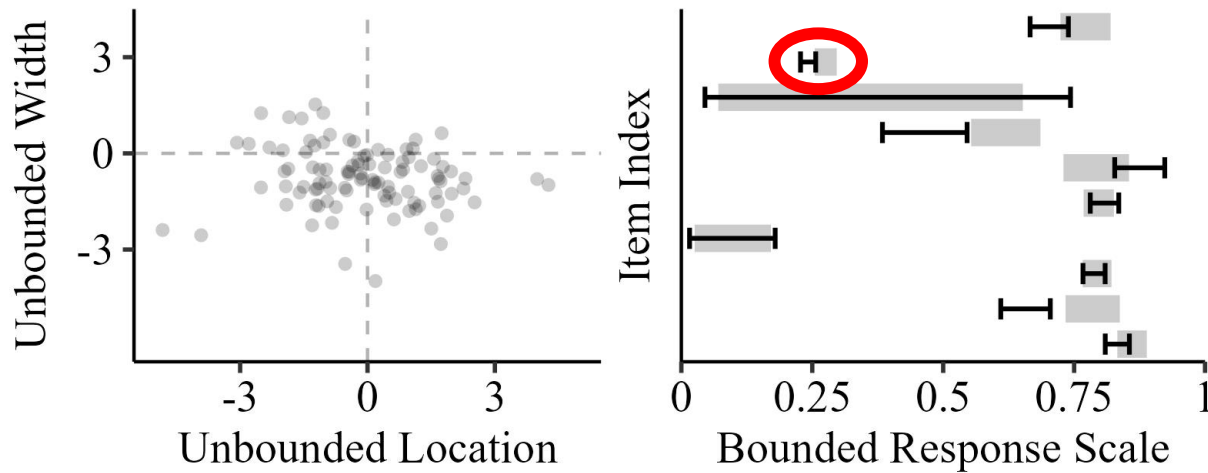 Unbounded Width
3
0
-3
-3
0
3
Unbounded Location
Item Index
0
0.25
0.5
0.75
1
Bounded Response Scale